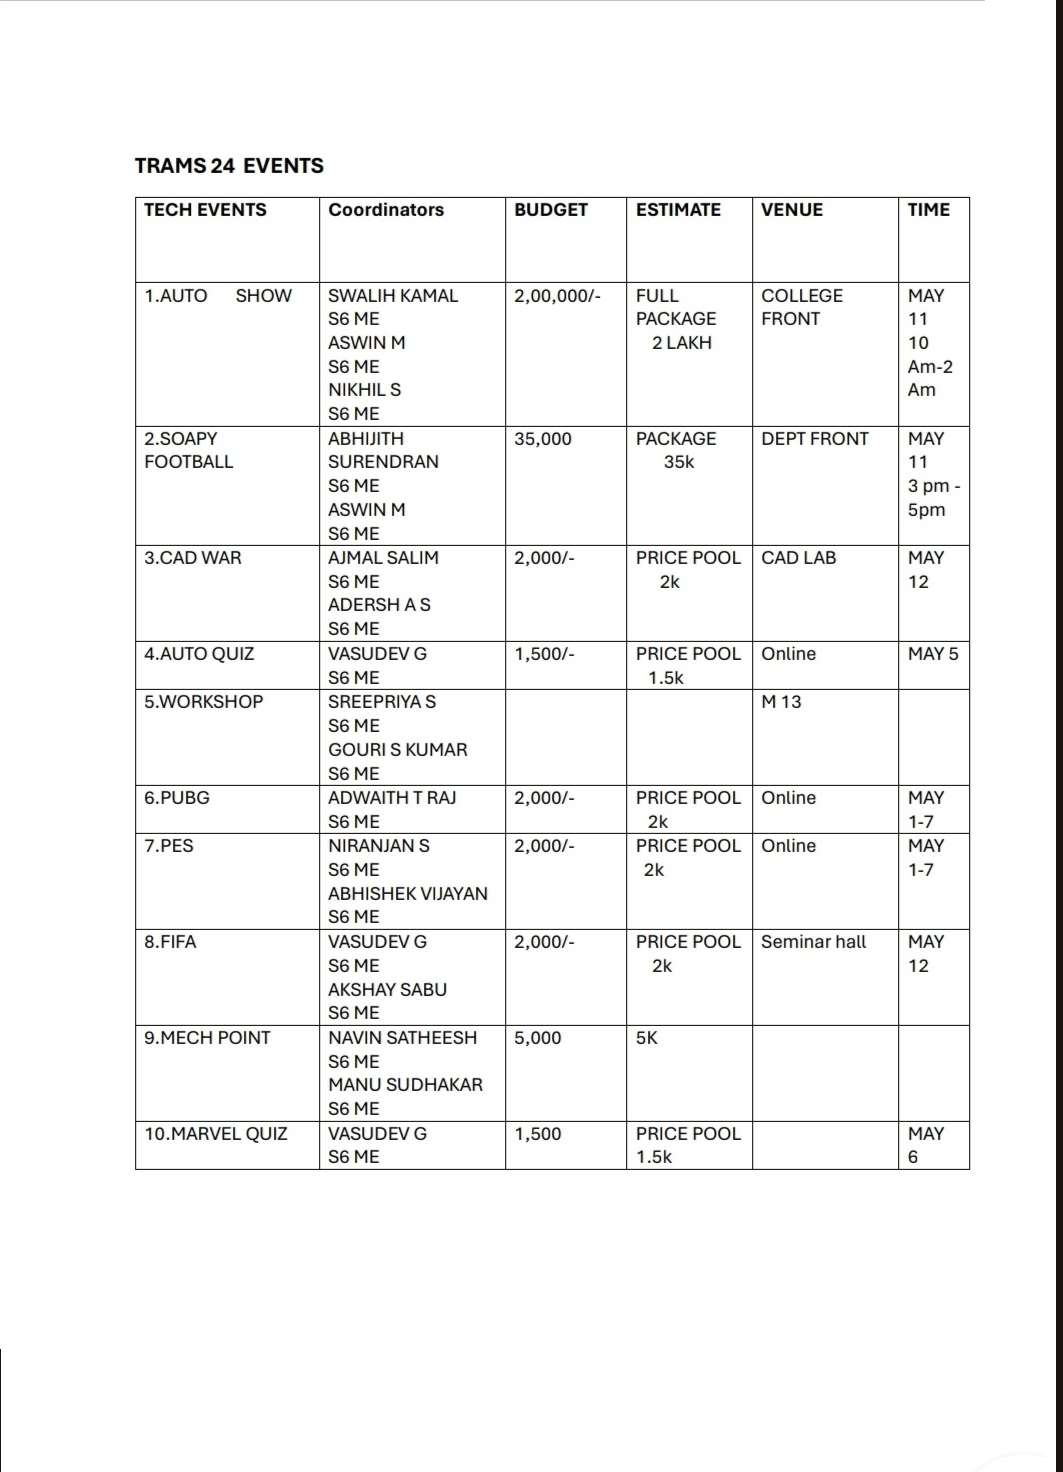 TRAMS 24 EVENTS
TECH EVENTS Coordinators BUDGET ESTIMATE VENUE TIME
1.AUTO SHOW SWALIH KAMAL 2,00,000/- FULL COLLEGE MAY
S6 ME PACKAGE FRONT 11
ASWIN M 2 LAKH 10
S6 ME Am-2
NIKHIL S Am
S6 ME
2.SOAPY ABHIJITH 35,000 PACKAGE DEPT FRONT MAY
FOOTBALL SURENDRAN 35k 11
S6 ME 3 pm -
ASWIN M 5pm
S6 ME
3.CAD WAR AJMAL SALIM 2,000/- PRICE POOL CAD LAB MAY
S6 ME 2k 12
ADERSH A S
S6 ME
4.AUTO QUIZ VASUDEV G 1,500/- PRICE POOL Online MAY 5
S6 ME 1.5k
5.WORKSHOP SREEPRIYA S M 13
S6 ME
GOURI S KUMAR
S6 ME
6.PUBG ADWAITH T RAJ 2,000/- PRICE POOL Online MAY
S6 ME 2k 1-7
7.PES NIRANJAN S 2,000/- PRICE POOL Online MAY
S6 ME 2k 1-7
ABHISHEK VIJAYAN
S6 ME
8.FIFA VASUDEV G 2,000/- PRICE POOL Seminar hall MAY
S6 ME 2k 12
AKSHAY SABU
S6 ME
9.MECH POINT NAVIN SATHEESH 5,000 5K
S6 ME
MANU SUDHAKAR
S6 ME
10.MARVEL QUIZ VASUDEV G 1,500 PRICE POOL MAY
S6 ME 1.5k 6